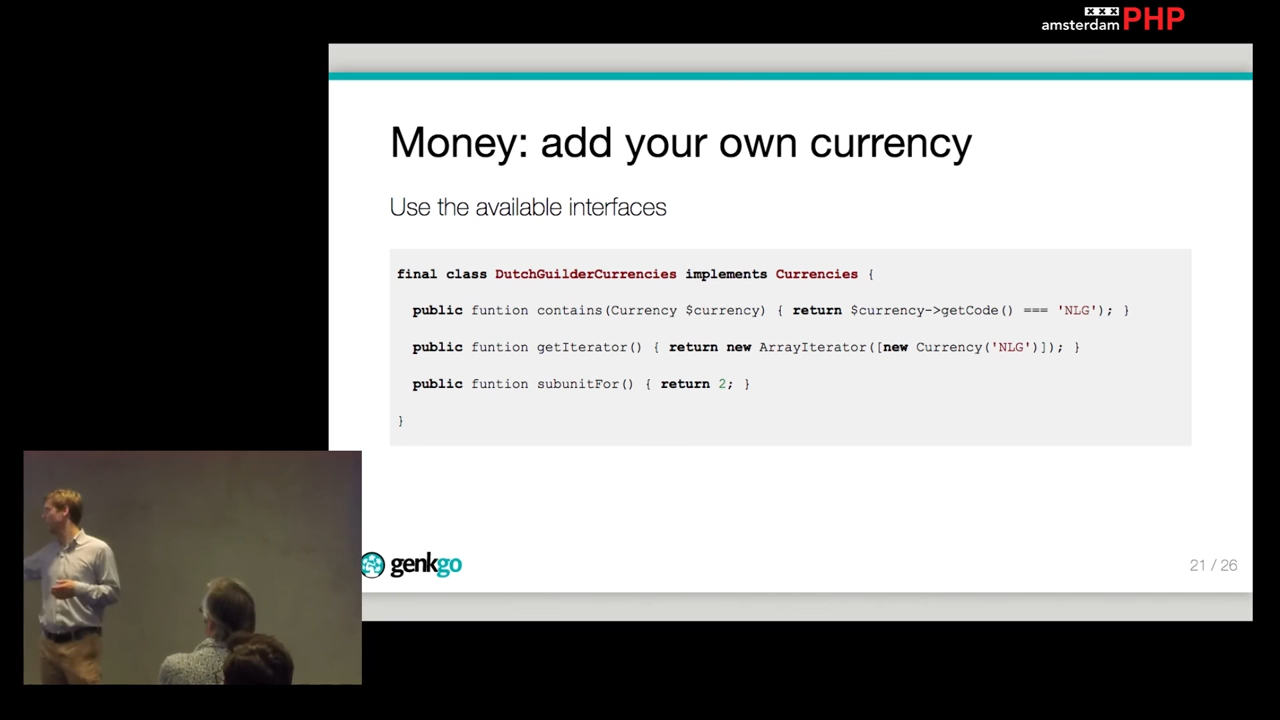 xxx
amsterdamPHP
Money: add your own currency
Use the available interfaces
final class DutchGuilderCurrencies implements Currencies {
public funtion contains(Currency $currency) { return $currency->getCode() === 'NLG'); }
public funtion getIterator() { return new ArrayIterator([new Currency('NLG')]); }
public funtion subunitFor() { return 2; }
}
genkgo
21 / 26